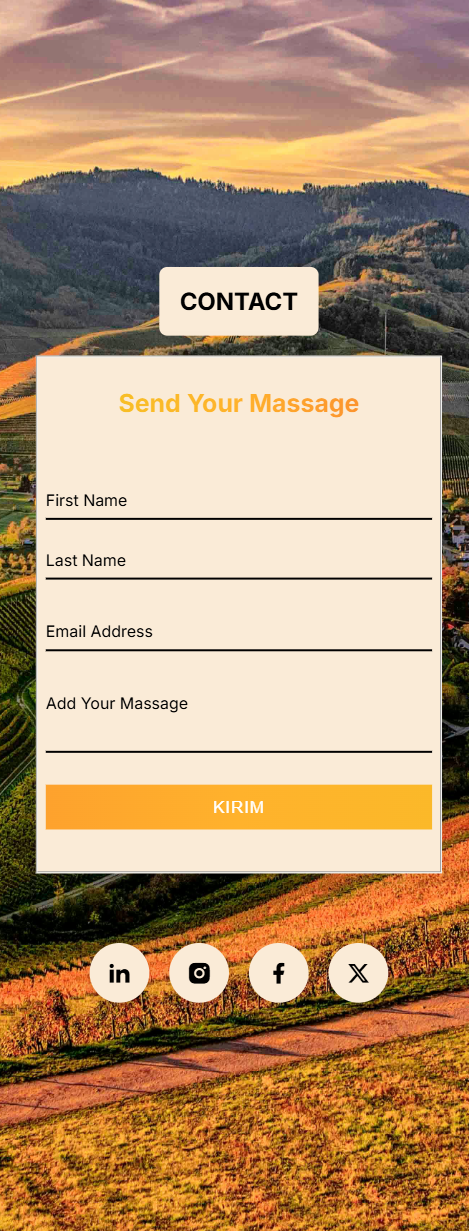 CONTACT
Send Your Massage
First Name
Last Name
Email Address
Add Your Massage
KIRIM